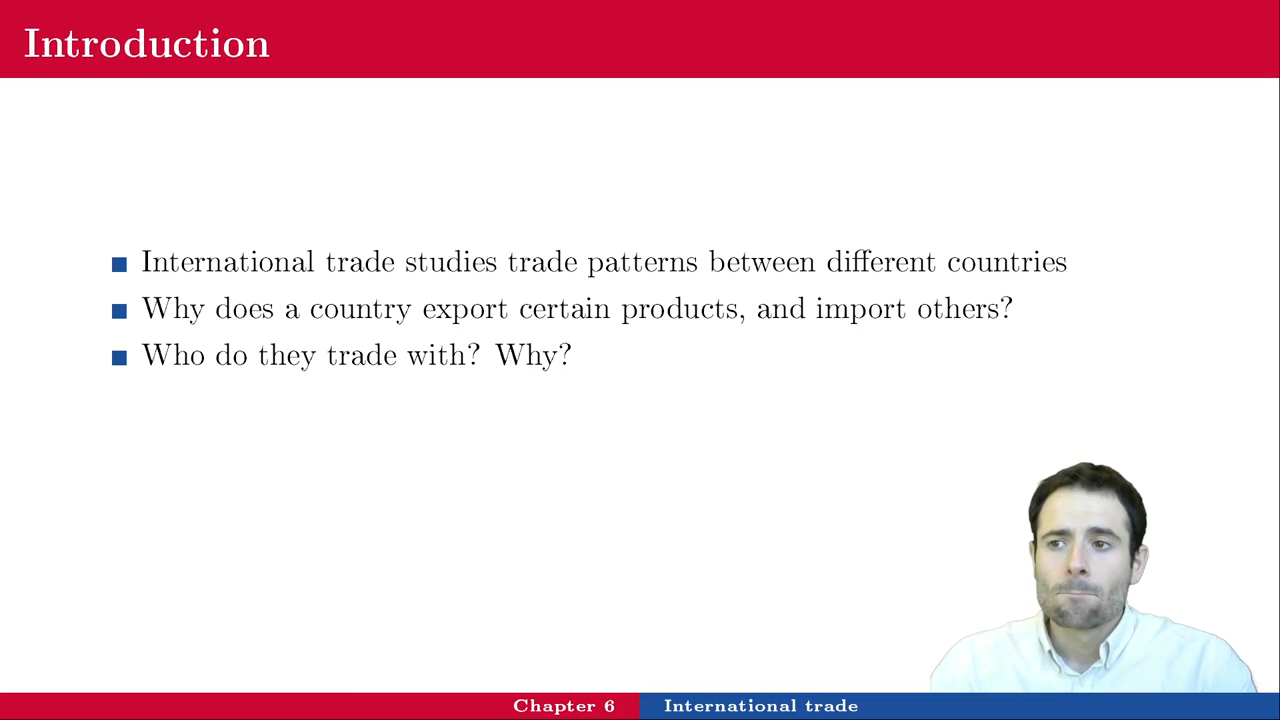 Introduction
International trade studies trade patterns between different countries
Why does a country export certain products, and import others?
Who do they trade with? Why?
Chapter 6
International trade